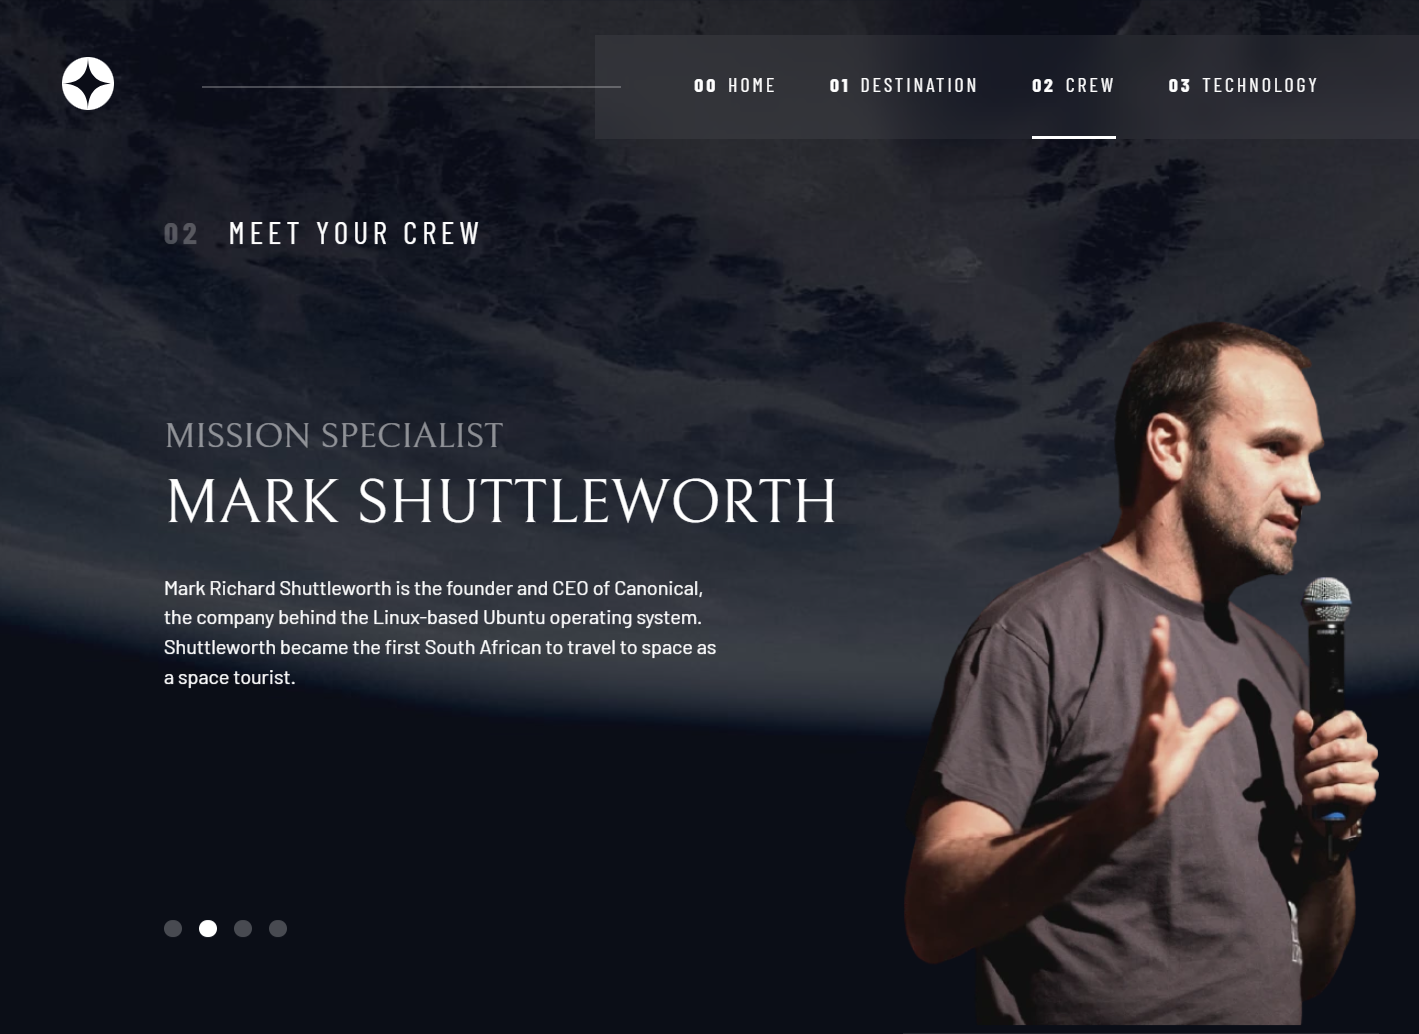 00 HOME 01 DESTINATION 02 CREW 03 TECHNOLOGY
02 MEET YOUR CREW
MISSION SPECIALIST
MARK SHUTTLEWORTH
Mark Richard Shuttleworth is the founder and CEO of Canonical,
the company behind the Linux-based Ubuntu operating system.
Shuttleworth became the first South African to travel to space as
a space tourist.